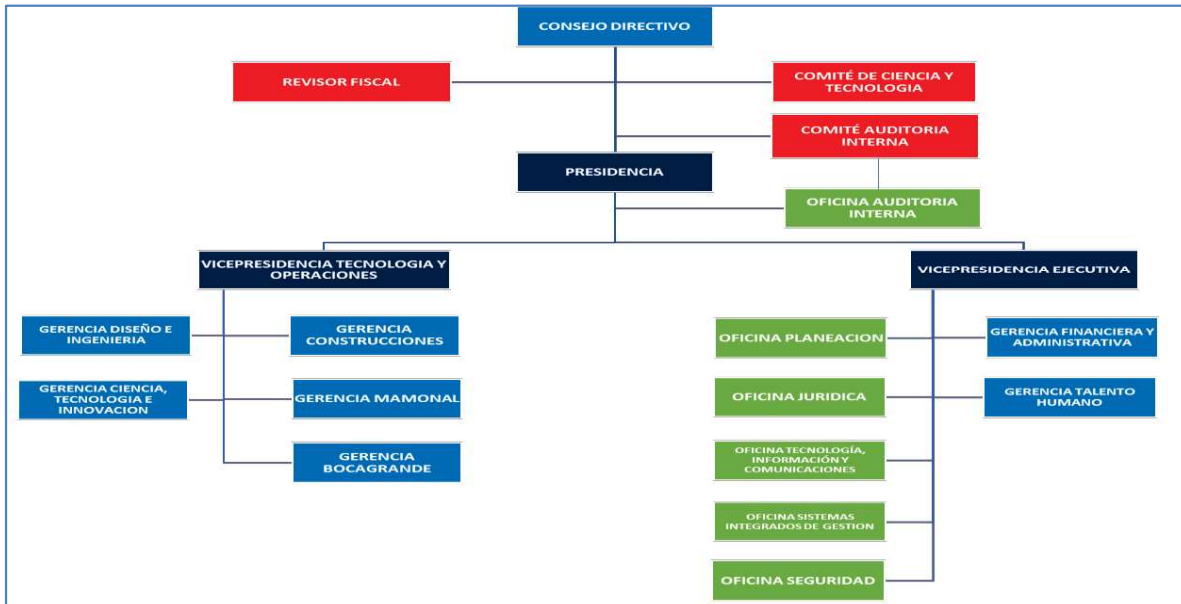 CONSEJO DIRECTIVO
REVISOR FISCAL
COMITÉ DE CIENCIA Y
TECNOLOGIA
COMITÉ AUDITORIA
INTERNA
PRESIDENCIA
OFICINA AUDITORIA
INTERNA
VICEPRESIDENCIA TECNOLOGIA Y
OPERACIONES
VICEPRESIDENCIA EJECUTIVA
GERENCIA DISEÑO E
INGENIERIA
GERENCIA
CONSTRUCCIONES
GERENCIA CIENCIA,
TECNOLOGIA E
INNOVACION
GERENCIA MAMONAL
GERENCIA
BOCAGRANDE
OFICINA PLANEACION
GERENCIA FINANCIERA Y
ADMINISTRATIVA
OFICINA JURIDICA
GERENCIA TALENTO
HUMANO
OFICINA TECNOLOGÍA,
INFORMACIÓN Y
COMUNICACIONES
OFICINA SISTEMAS
INTEGRADOS DE GESTION
OFICINA SEGURIDAD